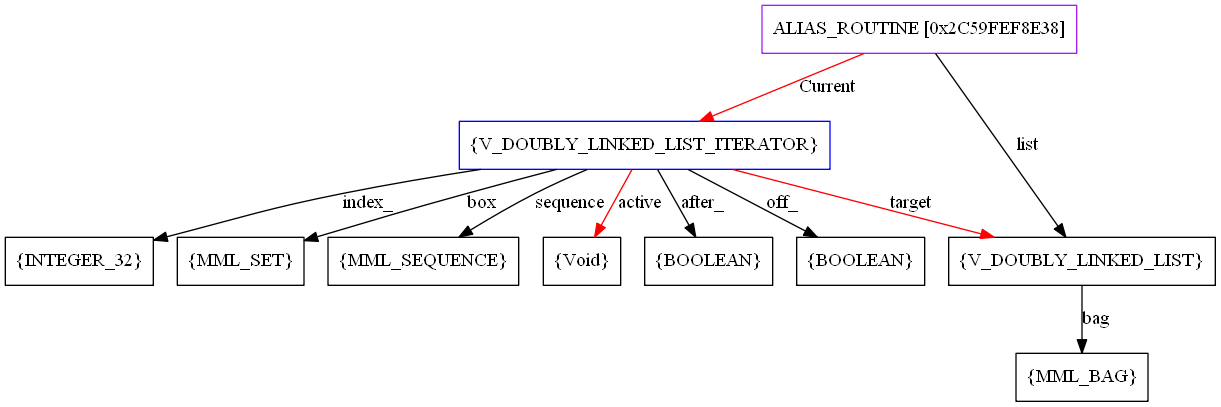 ALIAS_ROUTINE [0x2C59FEF8E38]
Current
{V_DOUBLY_LINKED_LIST_ITERATOR}
list
index_
box
sequence
active
after_
off_
target
{INTEGER_32}
{MML_SET}
{MML_SEQUENCE}
{Void}
{BOOLEAN}
{BOOLEAN}
{V_DOUBLY_LINKED_LIST}
bag
{MML_BAG}